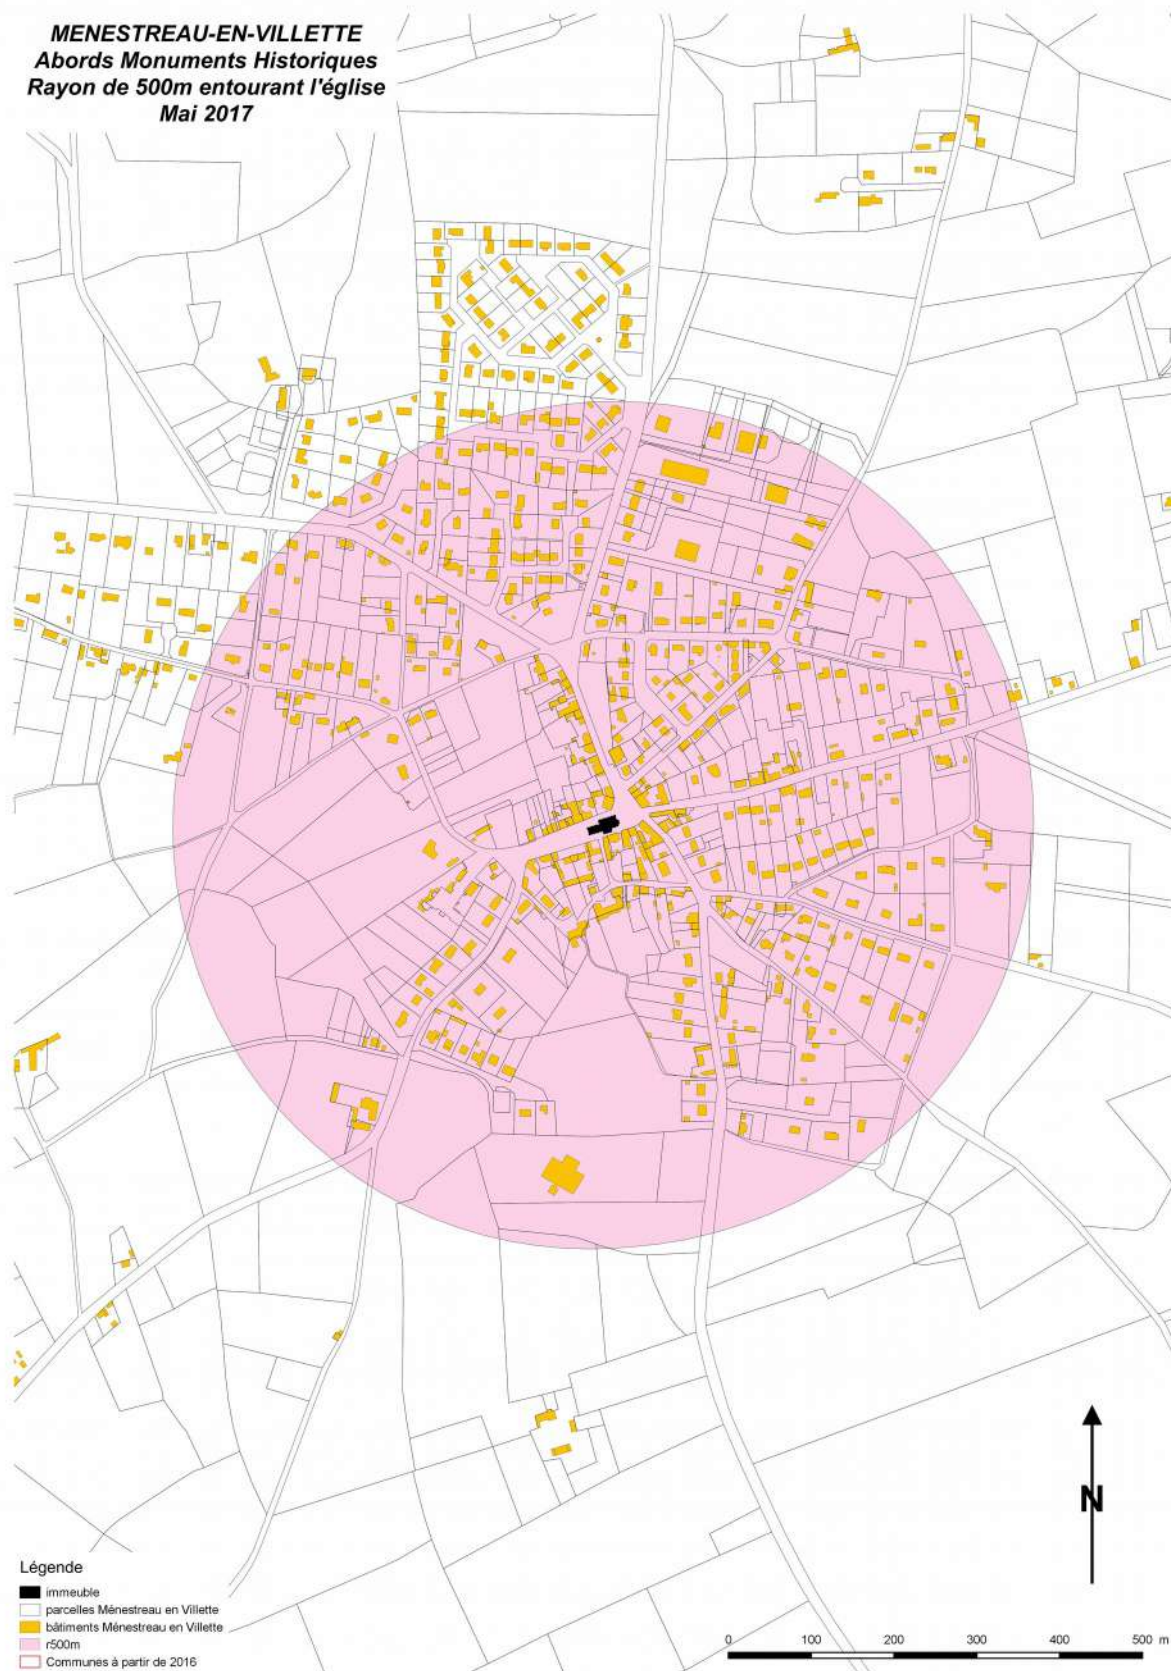 MENESTREAU-EN-VILLETTE
Abords Monuments Historiques
Rayon de 500m entourant l'église
Mai 2017
N
Légende
immeuble
parcelles Ménestreau en Villette
bâtiments Ménestreau en Villette
r500m
Communes à partir de 2016
0 100 200 300 400 500 m